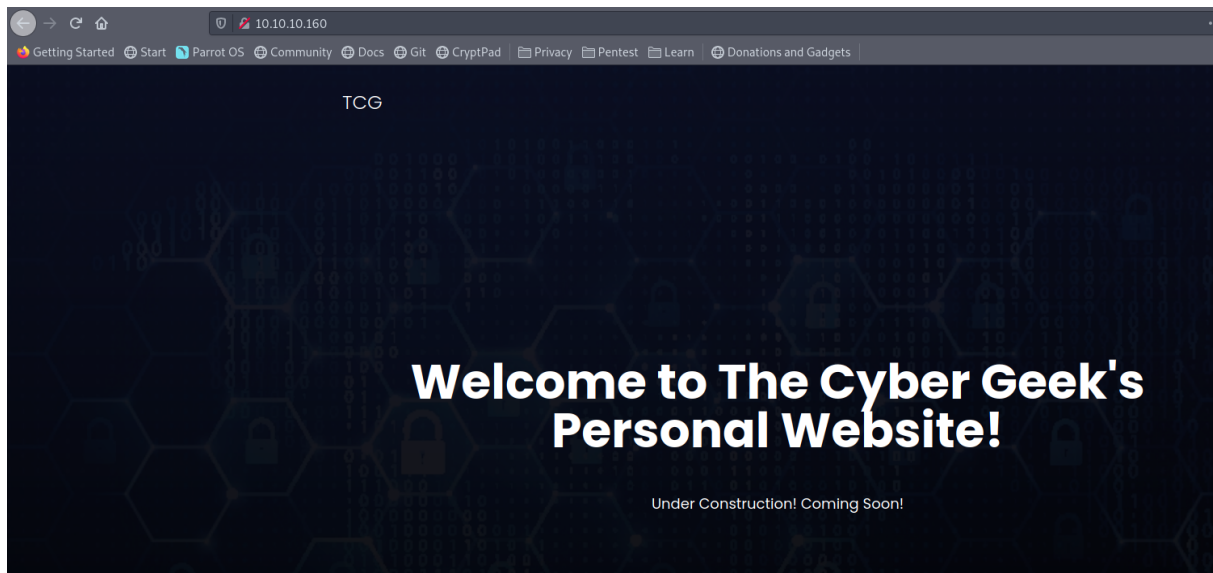 10.10.10.160
Getting Started Start Parrot OS Community Docs Git CryptPad Privacy Pentest Learn Donations and Gadgets
TCG
Welcome to The Cyber Geek's
Personal Website!
Under Construction! Coming Soon!